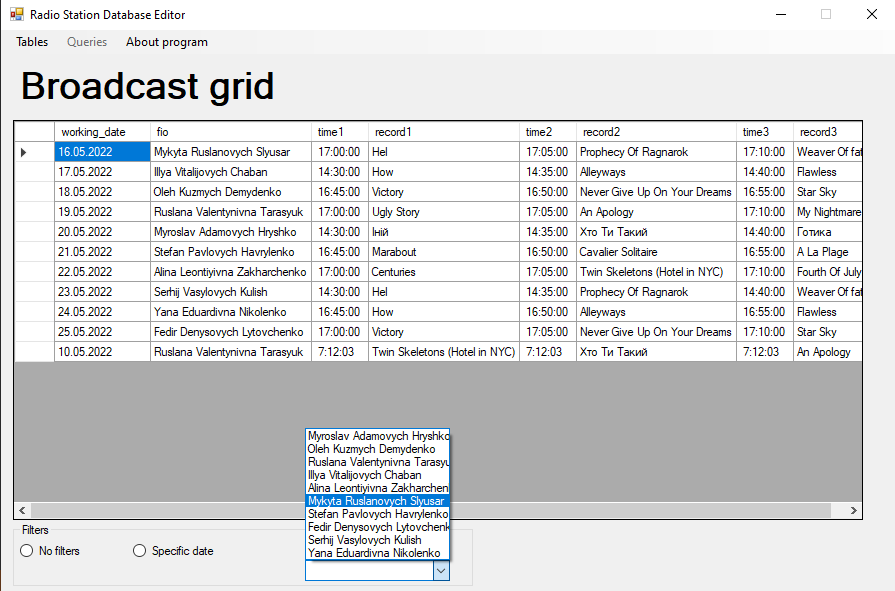 Radio Station Database Editor
Tables Queries About program
Broadcast grid
working_date fio time1 record1 time2 record2 time3 record3
16.05.2022 Mykyta Ruslanovych Slyusar 17:00:00 Hel 17:05:00 Prophecy Of Ragnarok 17:10:00 Weaver Of fat
17.05.2022 Illya Vitalijovych Chaban 14:30:00 How 14:35:00 Alleyways 14:40:00 Flawless
18.05.2022 Oleh Kuzmych Demydenko 16:45:00 Victory 16:50:00 Never Give Up On Your Dreams 16:55:00 Star Sky
19.05.2022 Ruslana Valentynivna Tarasyuk 17:00:00 Ugly Story 17:05:00 An Apology 17:10:00 My Nightmare
20.05.2022 Myroslav Adamovych Hryshko 14:30:00 Іній 14:35:00 Хто Ти Такий 14:40:00 Готика
21.05.2022 Stefan Pavlovych Havrylenko 16:45:00 Marabout 16:50:00 Cavalier Solitaire 16:55:00 A La Plage
22.05.2022 Alina Leontiyivna Zakharchenko 17:00:00 Centuries 17:05:00 Twin Skeletons (Hotel in NYC) 17:10:00 Fourth Of July
23.05.2022 Serhij Vasylovych Kulish 14:30:00 Hel 14:35:00 Prophecy Of Ragnarok 14:40:00 Weaver Of fat
24.05.2022 Yana Eduardivna Nikolenko 16:45:00 How 16:50:00 Alleyways 16:55:00 Flawless
25.05.2022 Fedir Denysovych Lytovchenko 17:00:00 Victory 17:05:00 Never Give Up On Your Dreams 17:10:00 Star Sky
10.05.2022 Ruslana Valentynivna Tarasyuk 7:12:03 Twin Skeletons (Hotel in NYC) 7:12:03 Хто Ти Такий 7:12:03 An Apology
Myroslav Adamovych Hryshko
Oleh Kuzmych Demydenko
Ruslana Valentynivna Tarasyu
Illya Vitalijovych Chaban
Alina Leontiyivna Zakharchenl
Mykyta Ruslanovych Slyusar
Stefan Pavlovych Havrylenko
Fedir Denysovych Lytovchenk
Serhij Vasylovych Kulish
Yana Eduardivna Nikolenko
Filters
No filters Specific date